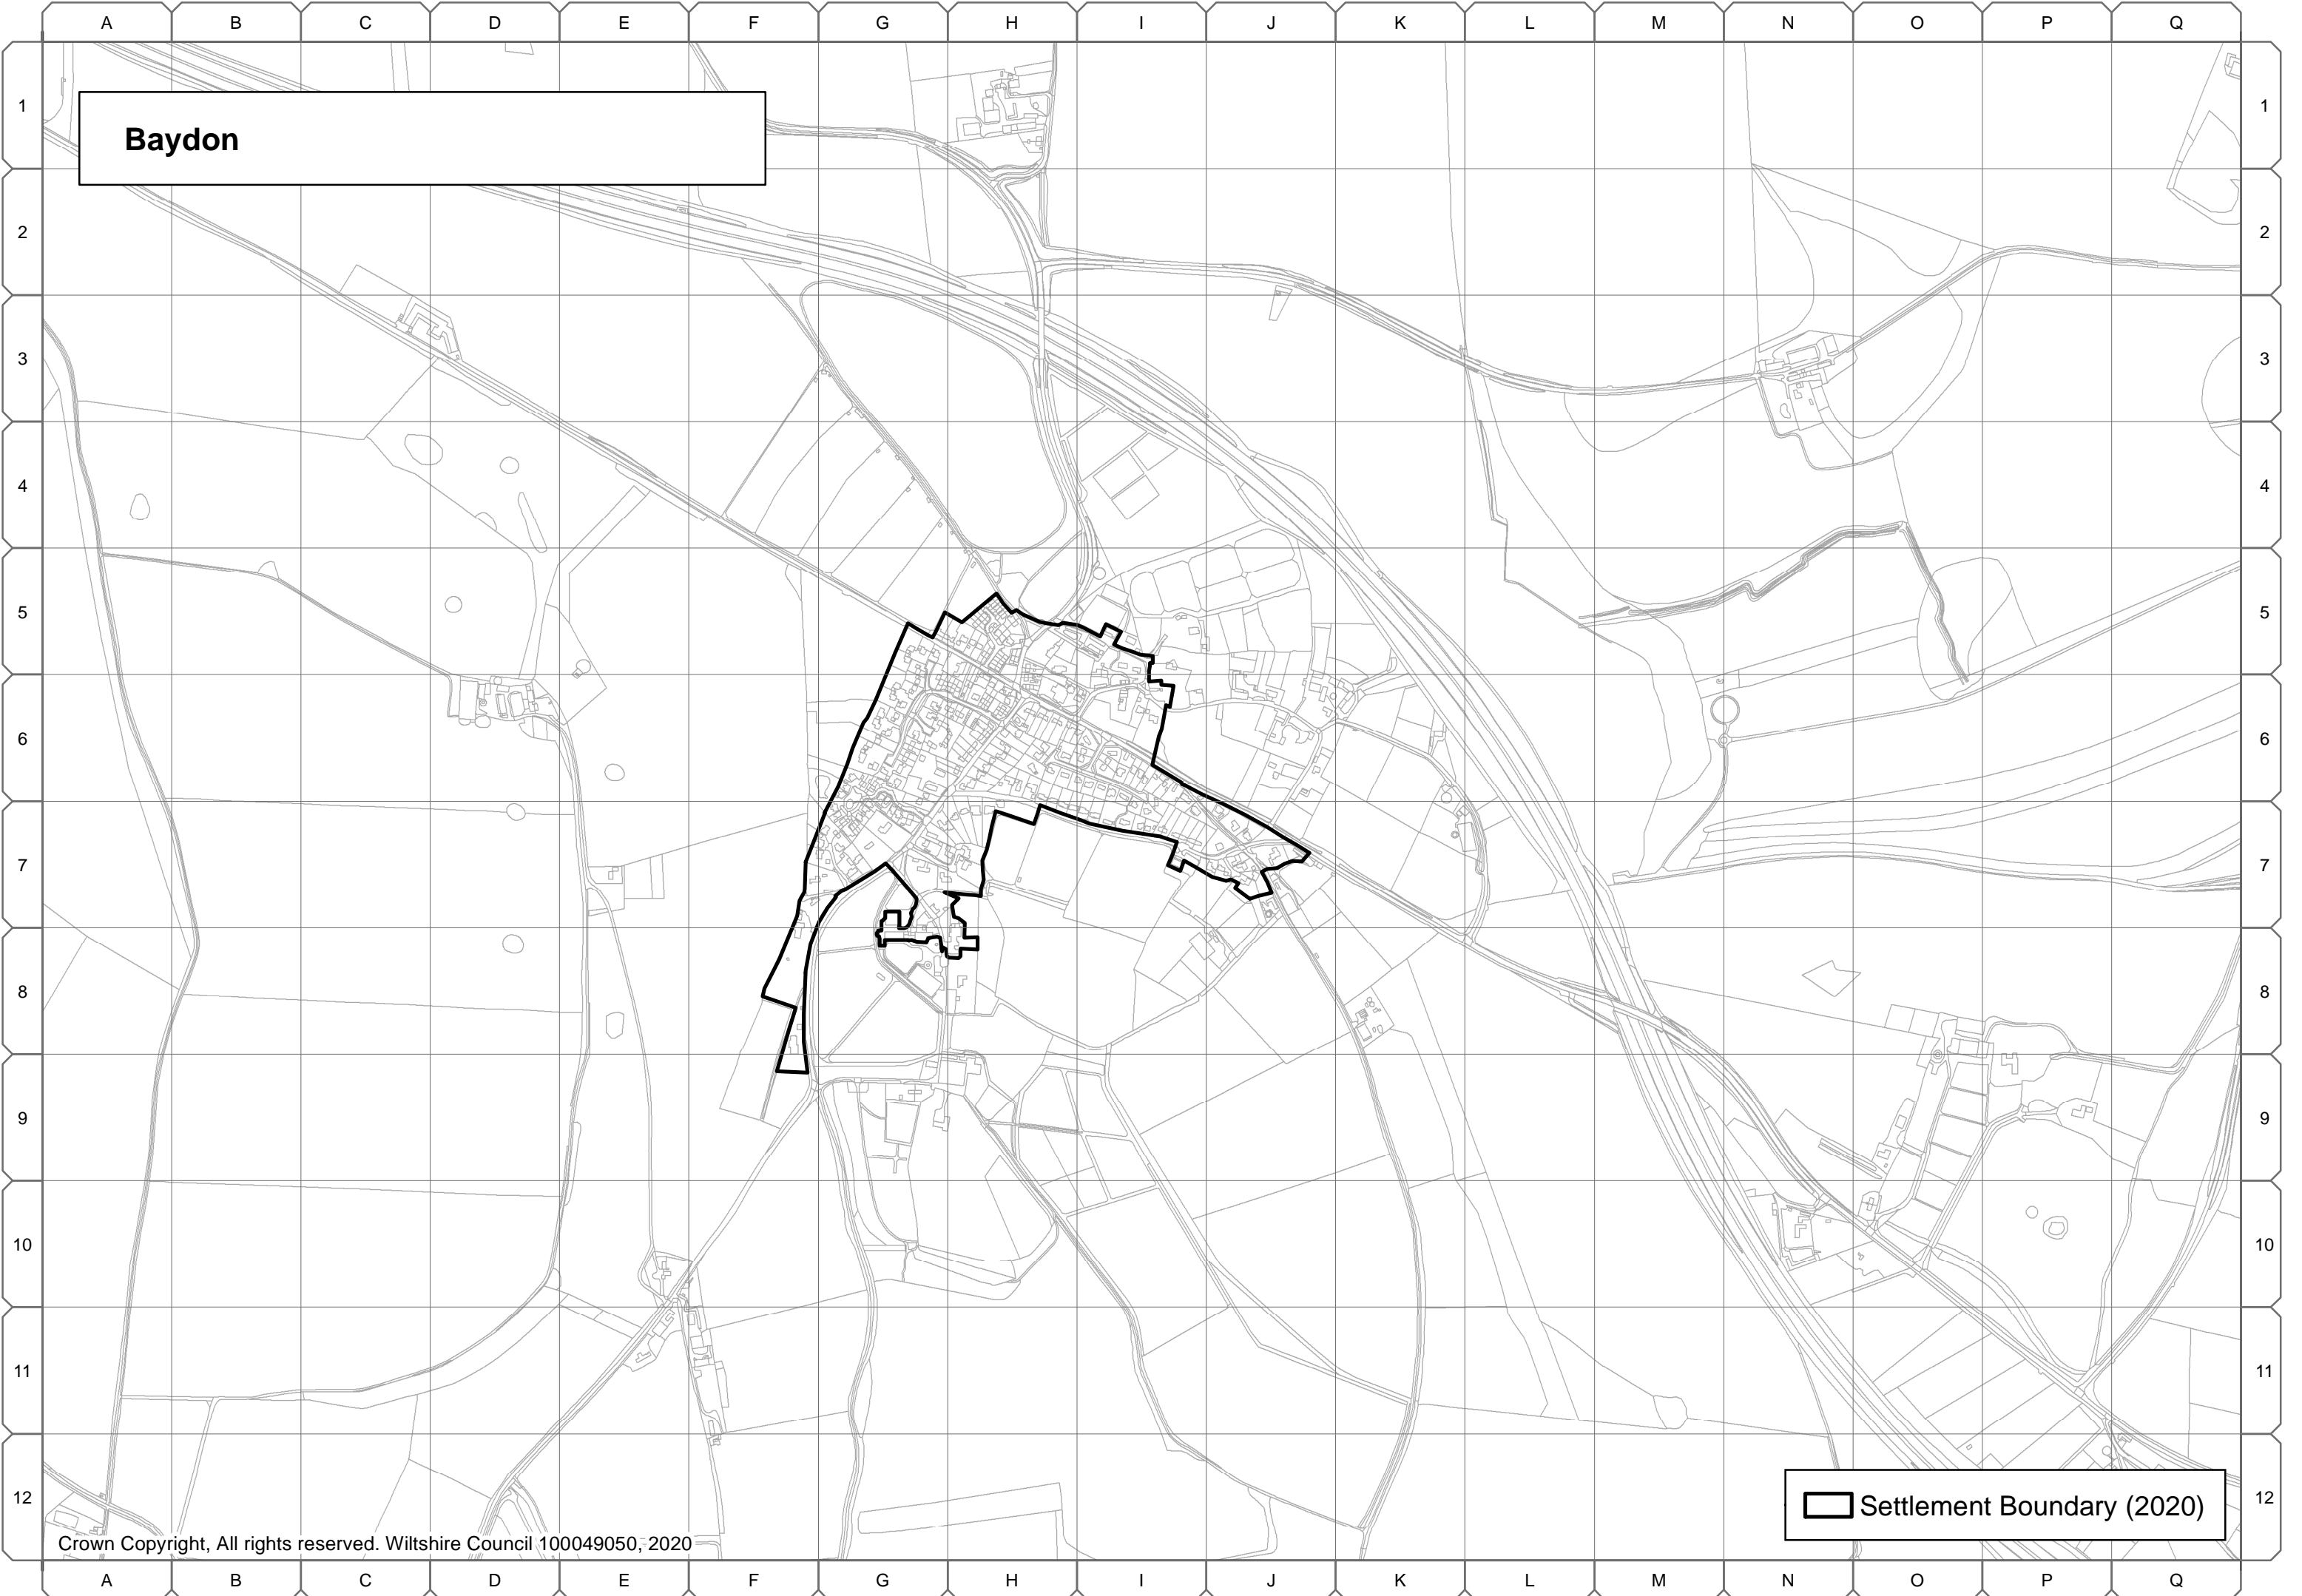 A B C D E F G H I J K L M N O P Q
1 1
Baydon
2 2
3 3
4 4
5 5
6 6
7 7
8 8
9 9
10 10
11 11
12 12
Settlement Boundary (2020)
Crown Copyright, All rights reserved. Wiltshire Council 100049050, 2020
A B C D E F G H I J K L M N O P Q